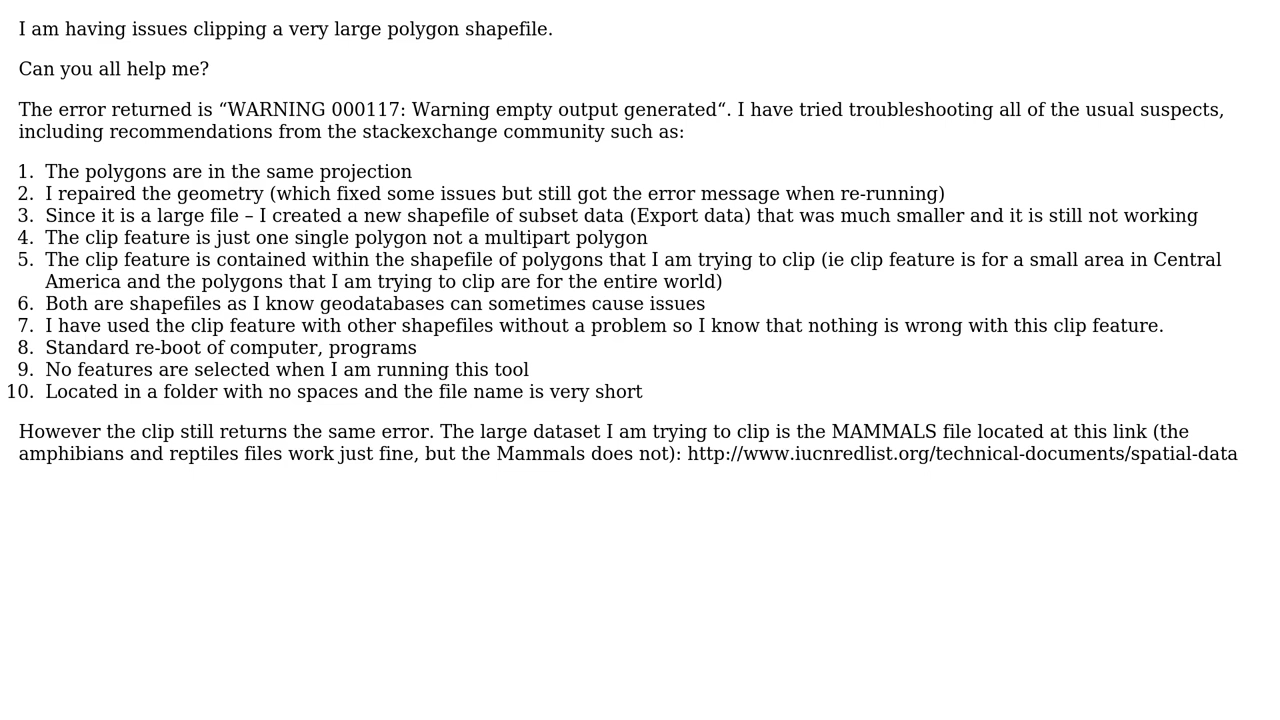 I am having issues clipping a very large polygon shapefile.
Can you all help me?
The error returned is “WARNING 000117: Warning empty output generated“. I have tried troubleshooting all of the usual suspects,
including recommendations from the stackexchange community such as:
1. The polygons are in the same projection
2. I repaired the geometry (which fixed some issues but still got the error message when re-running)
3. Since it is a large file – I created a new shapefile of subset data (Export data) that was much smaller and it is still not working
4. The clip feature is just one single polygon not a multipart polygon
5. The clip feature is contained within the shapefile of polygons that I am trying to clip (ie clip feature is for a small area in Central
America and the polygons that I am trying to clip are for the entire world)
6. Both are shapefiles as I know geodatabases can sometimes cause issues
7. I have used the clip feature with other shapefiles without a problem so I know that nothing is wrong with this clip feature.
8. Standard re-boot of computer, programs
9. No features are selected when I am running this tool
10. Located in a folder with no spaces and the file name is very short
However the clip still returns the same error. The large dataset I am trying to clip is the MAMMALS file located at this link (the
amphibians and reptiles files work just fine, but the Mammals does not): http://www.iucnredlist.org/technical-documents/spatial-data